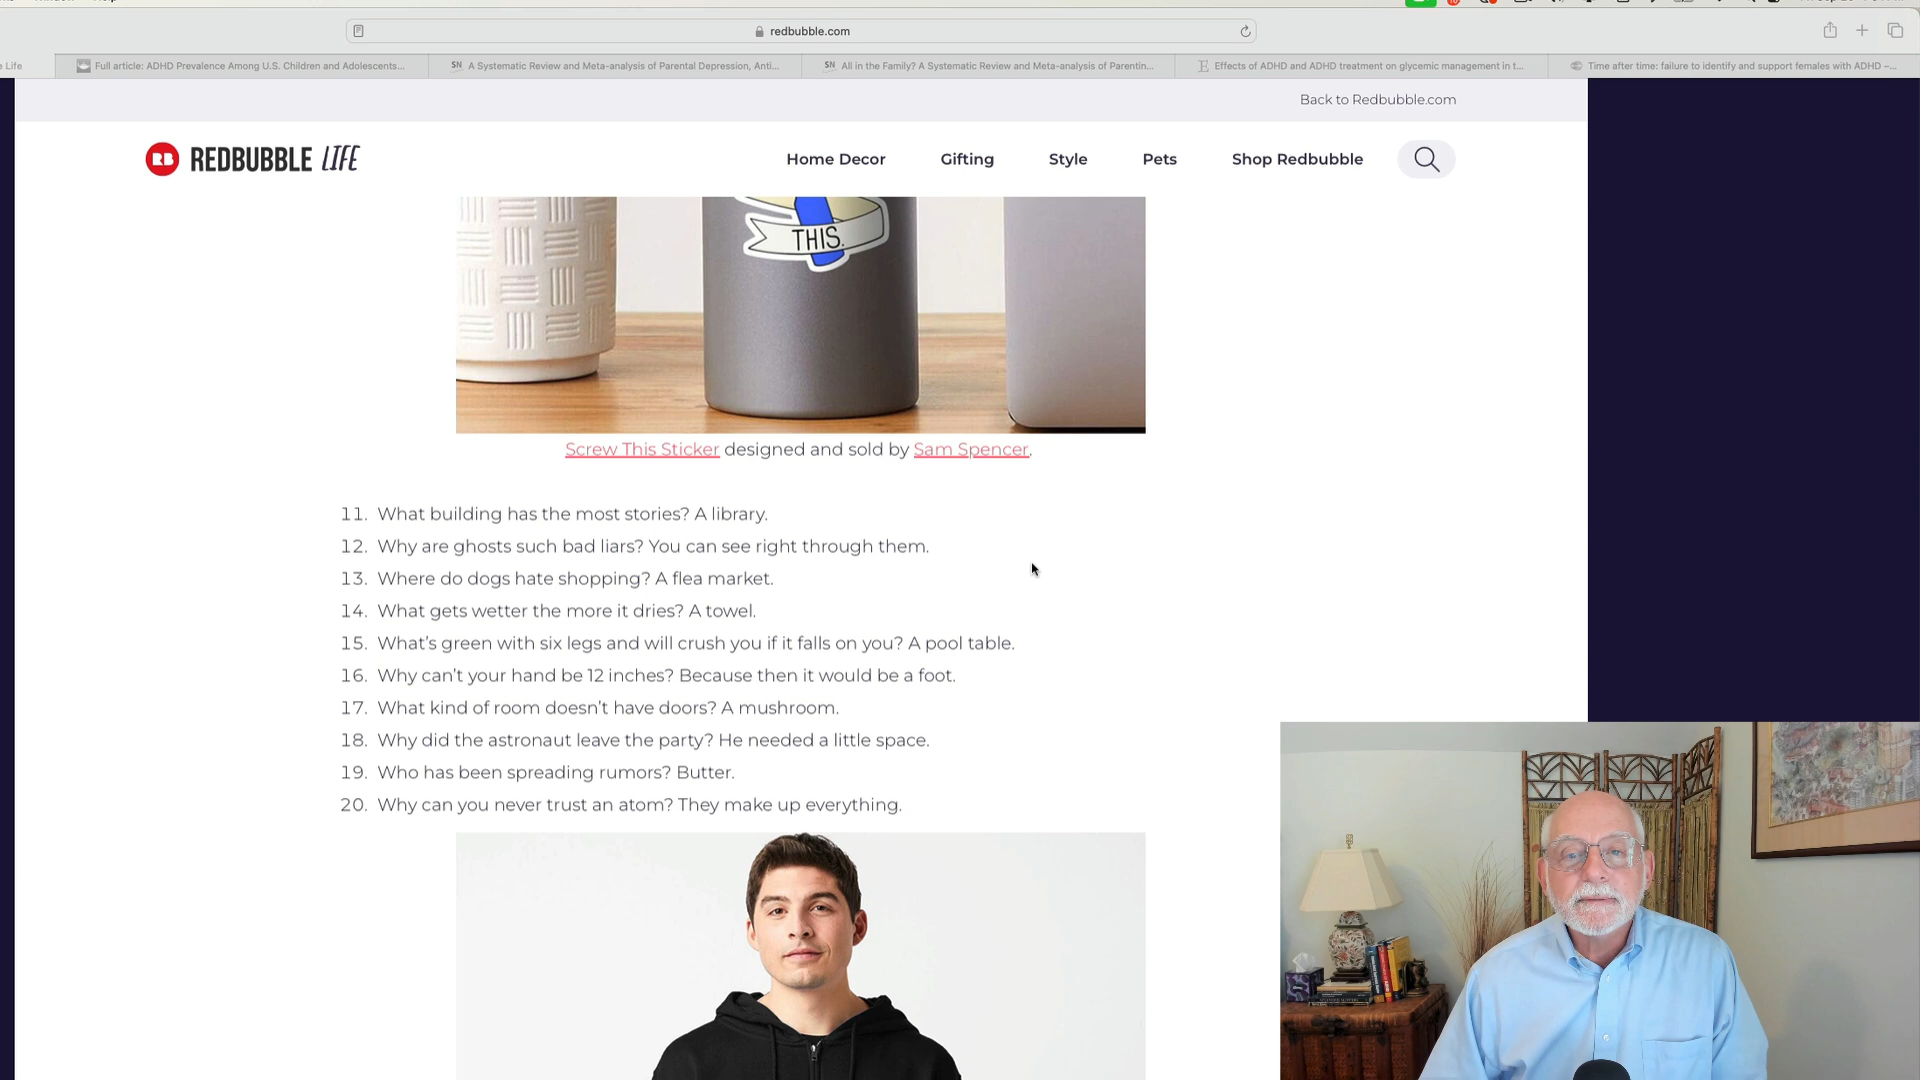 redbubble.com
e Life
Full article: ADHD Prevalence Among U.S. Children and Adolescents...
SN A Systematic Review and Meta-analysis of Parental Depression, Anti...
SN All in the Family? A Systematic Review and Meta-analysis of Parentin...
Effects of ADHD and ADHD treatment on glycemic management in t...
Time after time: failure to identify and support females with ADHD –...
Back to Redbubble.com
RB REDBUBBLE LIFE
Home Decor
Gifting
Style
Pets
Shop Redbubble
THIS.
Screw This Sticker designed and sold by Sam Spencer.
11. What building has the most stories? A library.
12. Why are ghosts such bad liars? You can see right through them.
13. Where do dogs hate shopping? A flea market.
14. What gets wetter the more it dries? A towel.
15. What’s green with six legs and will crush you if it falls on you? A pool table.
16. Why can’t your hand be 12 inches? Because then it would be a foot.
17. What kind of room doesn’t have doors? A mushroom.
18. Why did the astronaut leave the party? He needed a little space.
19. Who has been spreading rumors? Butter.
20. Why can you never trust an atom? They make up everything.